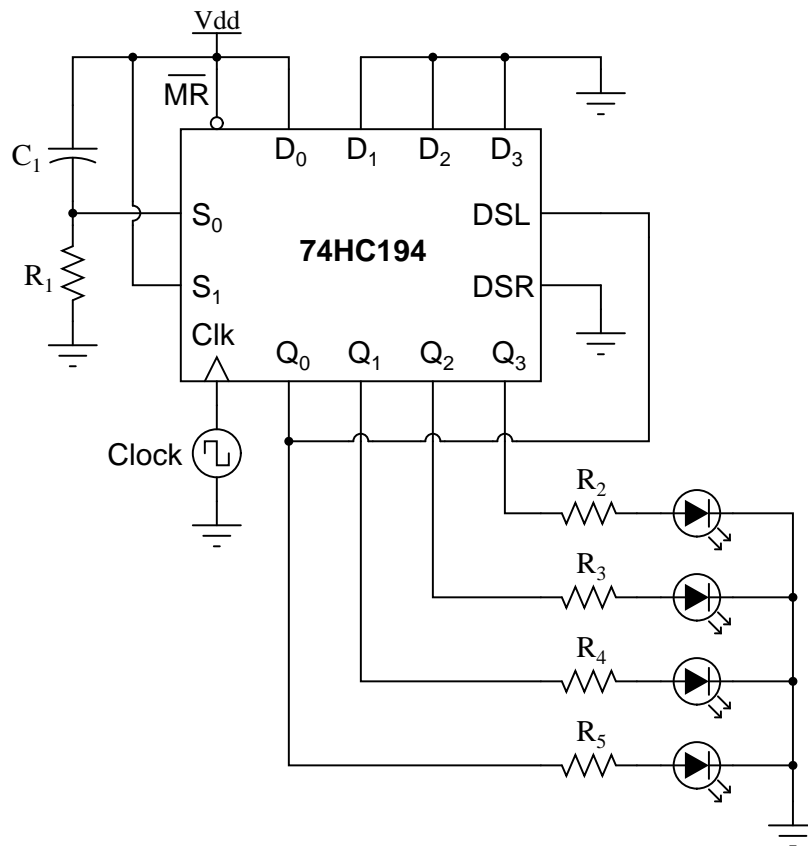 Vdd
MR
D0 D1 D2 D3
C1
S0 DSL
74HC194
R1 S1 DSR
Clk
Q0 Q1 Q2 Q3
Clock
R2
R3
R4
R5